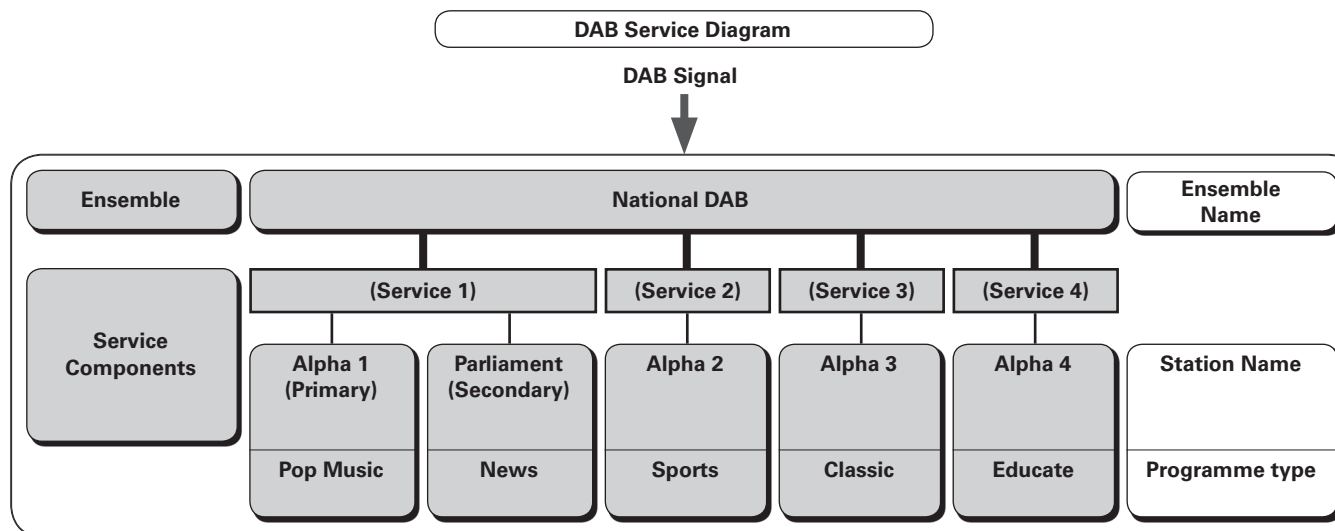 DAB Service Diagram
DAB Signal
Ensemble
National DAB
Ensemble
Name
Service
Components
(Service 1)
(Service 2)
(Service 3)
(Service 4)
Alpha 1
(Primary)
Parliament
(Secondary)
Alpha 2
Alpha 3
Alpha 4
Station Name
Pop Music
News
Sports
Classic
Educate
Programme type